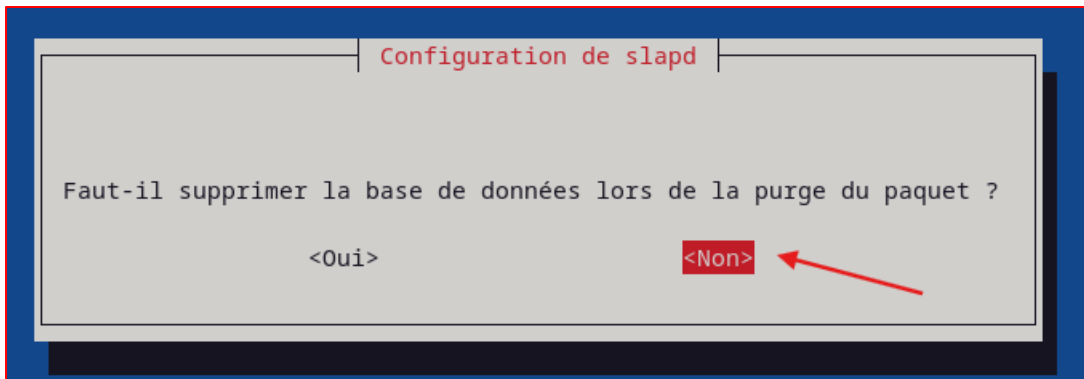 Configuration de slapd
Faut-il supprimer la base de données lors de la purge du paquet ?
<Oui> <Non>